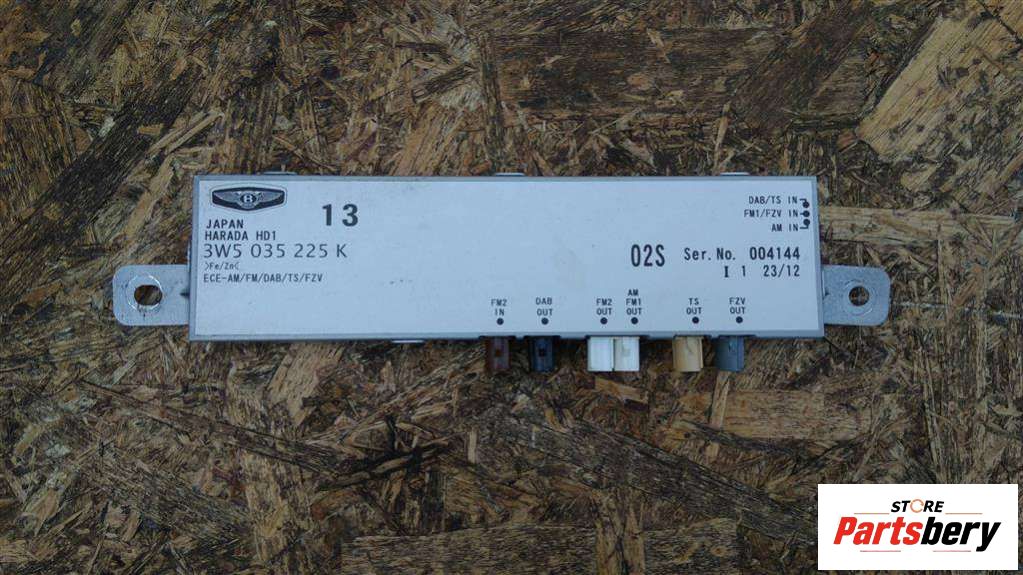 B
13
JAPAN
HARADA HD1
3W5 035 225 K
>Fe/Zn<
ECE-AM/FM/DAB/TS/FZV
DAB/TS IN
FM1/FZV IN
AM IN
02S Ser.No. 004144
I 1 23/12
FM2 IN
DAB OUT
FM2 OUT
AM FM1 OUT
TS OUT
FZV OUT
STORE
Partsbery